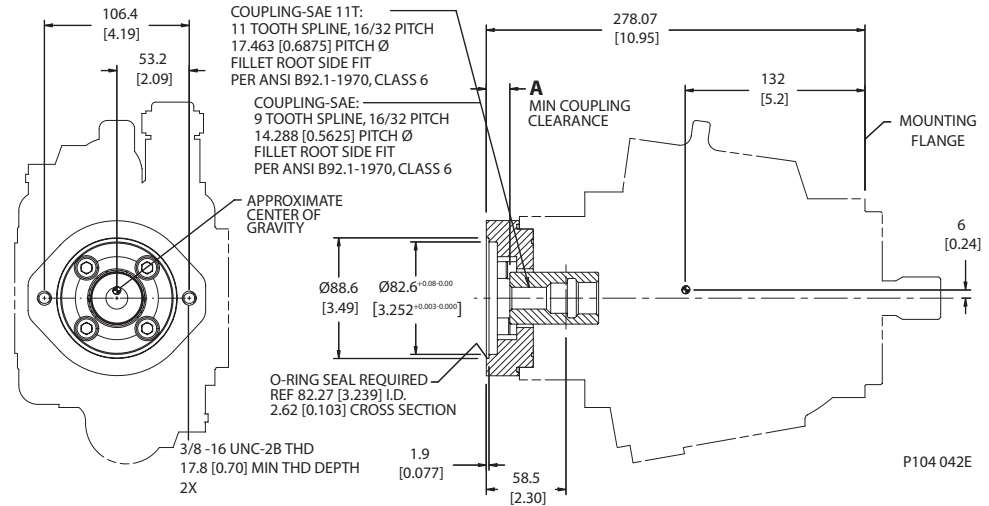 106.4
[4.19]
53.2
[2.09]
COUPLING-SAE 11T:
11 TOOTH SPLINE, 16/32 PITCH
17.463 [0.6875] PITCH Ø
FILLET ROOT SIDE FIT
PER ANSI B92.1-1970, CLASS 6
COUPLING-SAE:
9 TOOTH SPLINE, 16/32 PITCH
14.288 [0.5625] PITCH Ø
FILLET ROOT SIDE FIT
PER ANSI B92.1-1970, CLASS 6
278.07
[10.95]
A
MIN COUPLING
CLEARANCE
132
[5.2]
MOUNTING
FLANGE
APPROXIMATE
CENTER OF
GRAVITY
6
[0.24]
Ø88.6
[3.49]
Ø82.6+0.08-0.00
[3.252+0.003-0.000]
O-RING SEAL REQUIRED
REF 82.27 [3.239] I.D.
2.62 [0.103] CROSS SECTION
3/8 -16 UNC-2B THD
17.8 [0.70] MIN THD DEPTH
2X
1.9
[0.077]
58.5
[2.30]
P104 042E